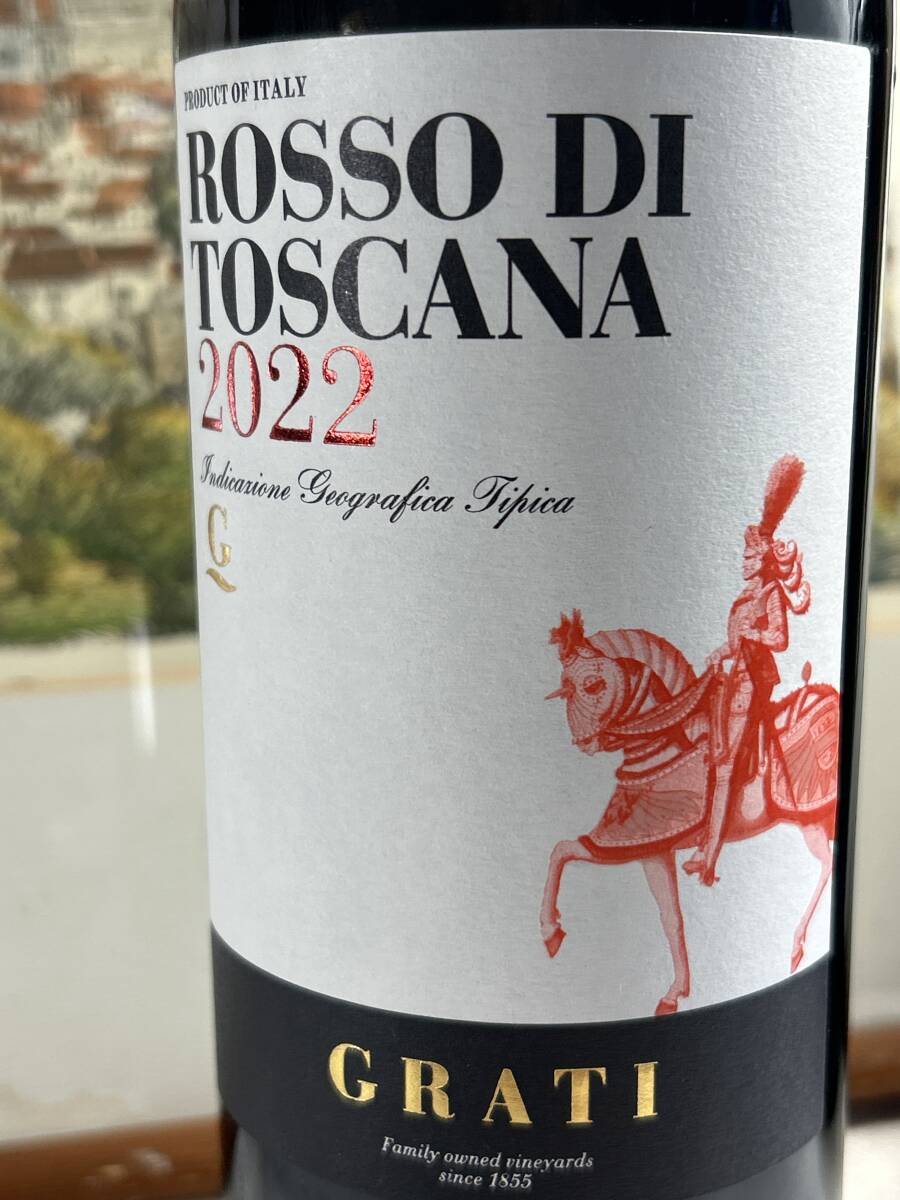 PRODUCT OF ITALY
ROSSO DI
TOSCANA
2022
Indicazione Geografica Tipica
G
GRATI
Family owned vineyards
since 1855